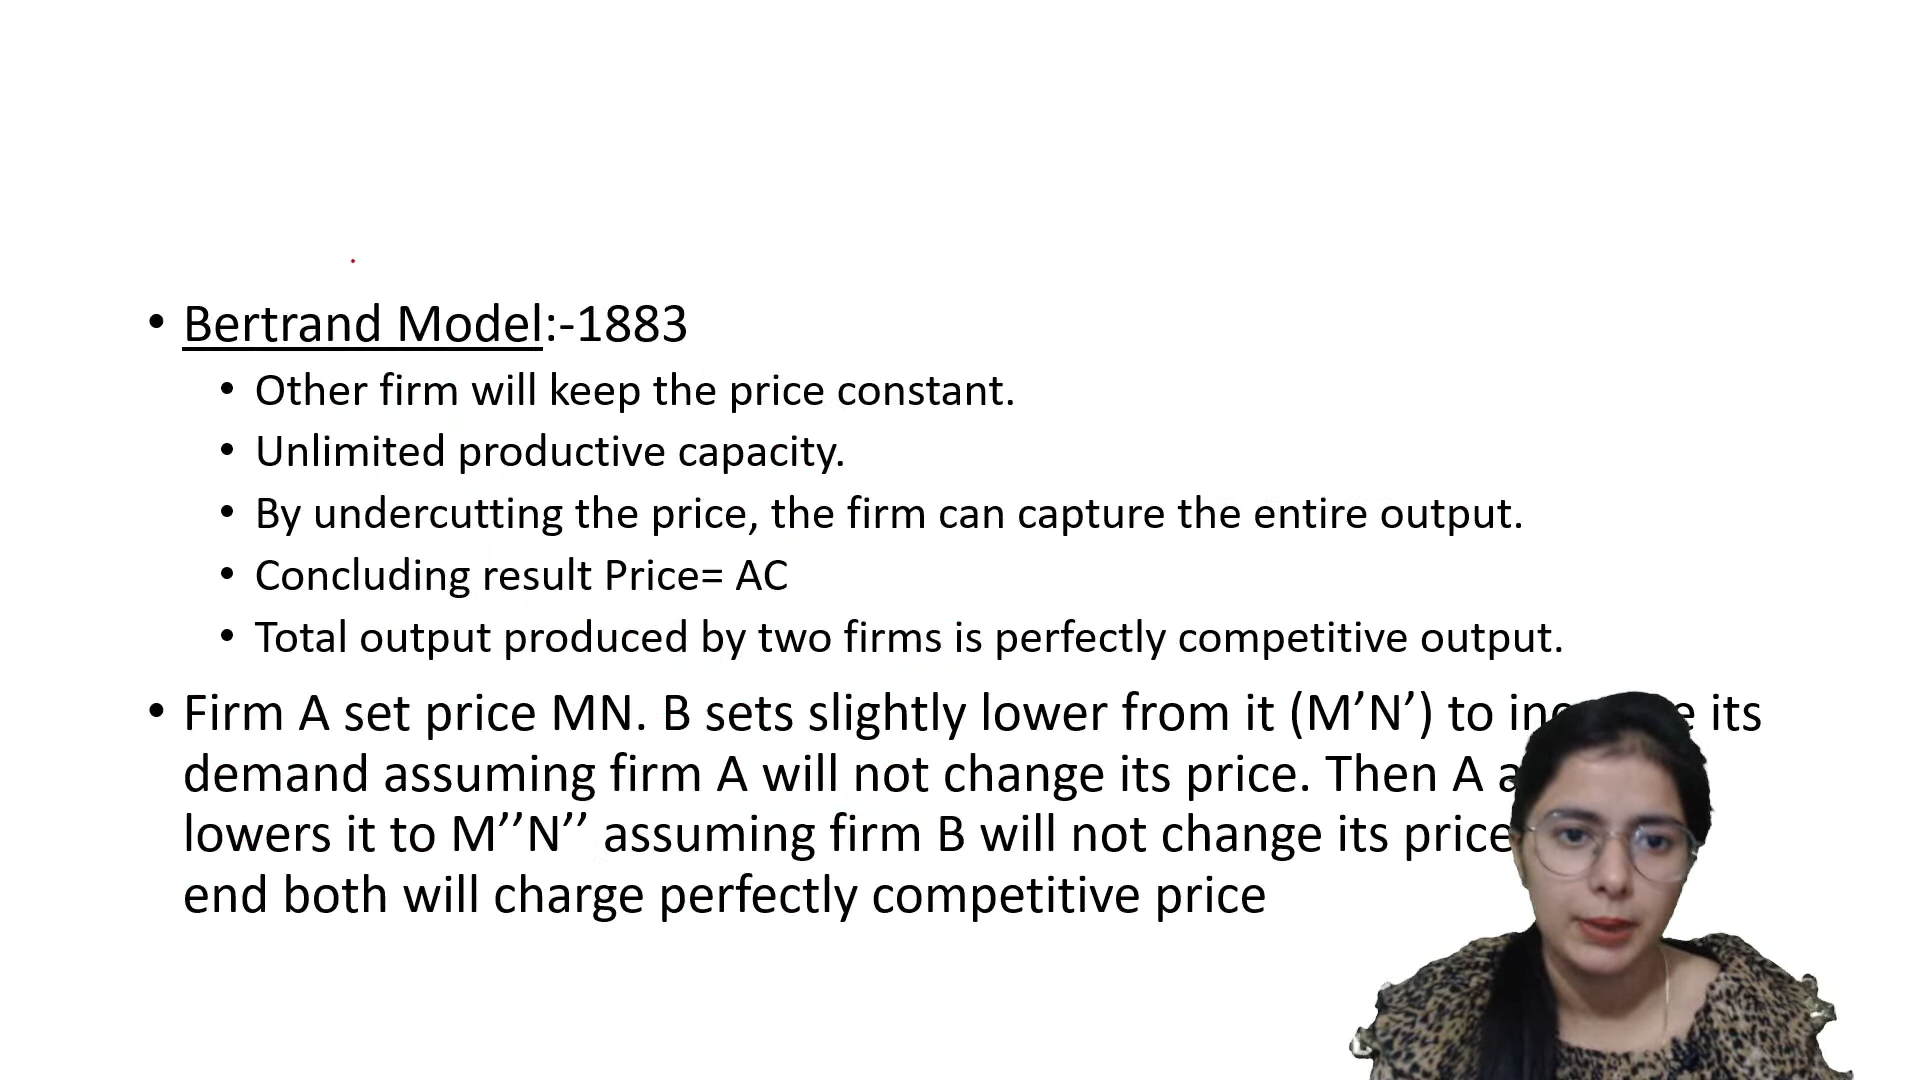 • Bertrand Model:-1883
• Other firm will keep the price constant.
• Unlimited productive capacity.
• By undercutting the price, the firm can capture the entire output.
• Concluding result Price= AC
• Total output produced by two firms is perfectly competitive output.
• Firm A set price MN. B sets slightly lower from it (M’N’) to its
demand assuming firm A will not change its price. Then A
lowers it to M’’N’’ assuming firm B will not change its price
end both will charge perfectly competitive price